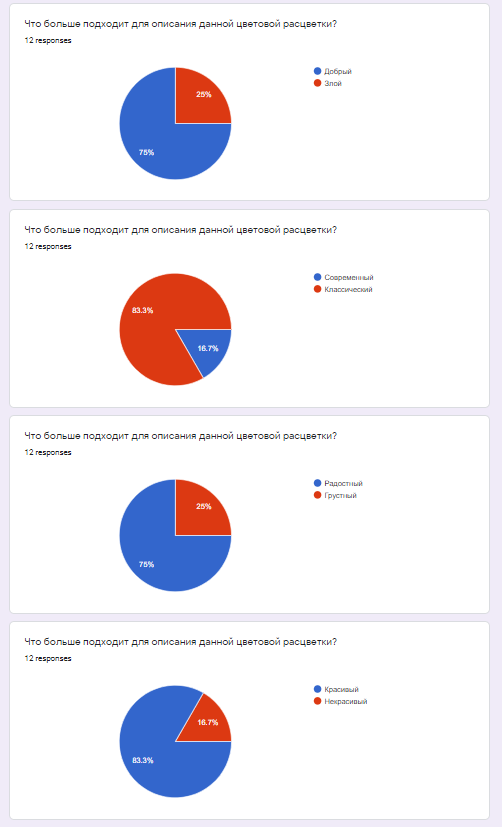 Что больше подходит для описания данной цветовой расцветки?
12 responses
Добрый
Злой
25%
75%
Что больше подходит для описания данной цветовой расцветки?
12 responses
Современный
Классический
83.3%
16.7%
Что больше подходит для описания данной цветовой расцветки?
12 responses
Радостный
Грустный
25%
75%
Что больше подходит для описания данной цветовой расцветки?
12 responses
Красивый
Некрасивый
16.7%
83.3%